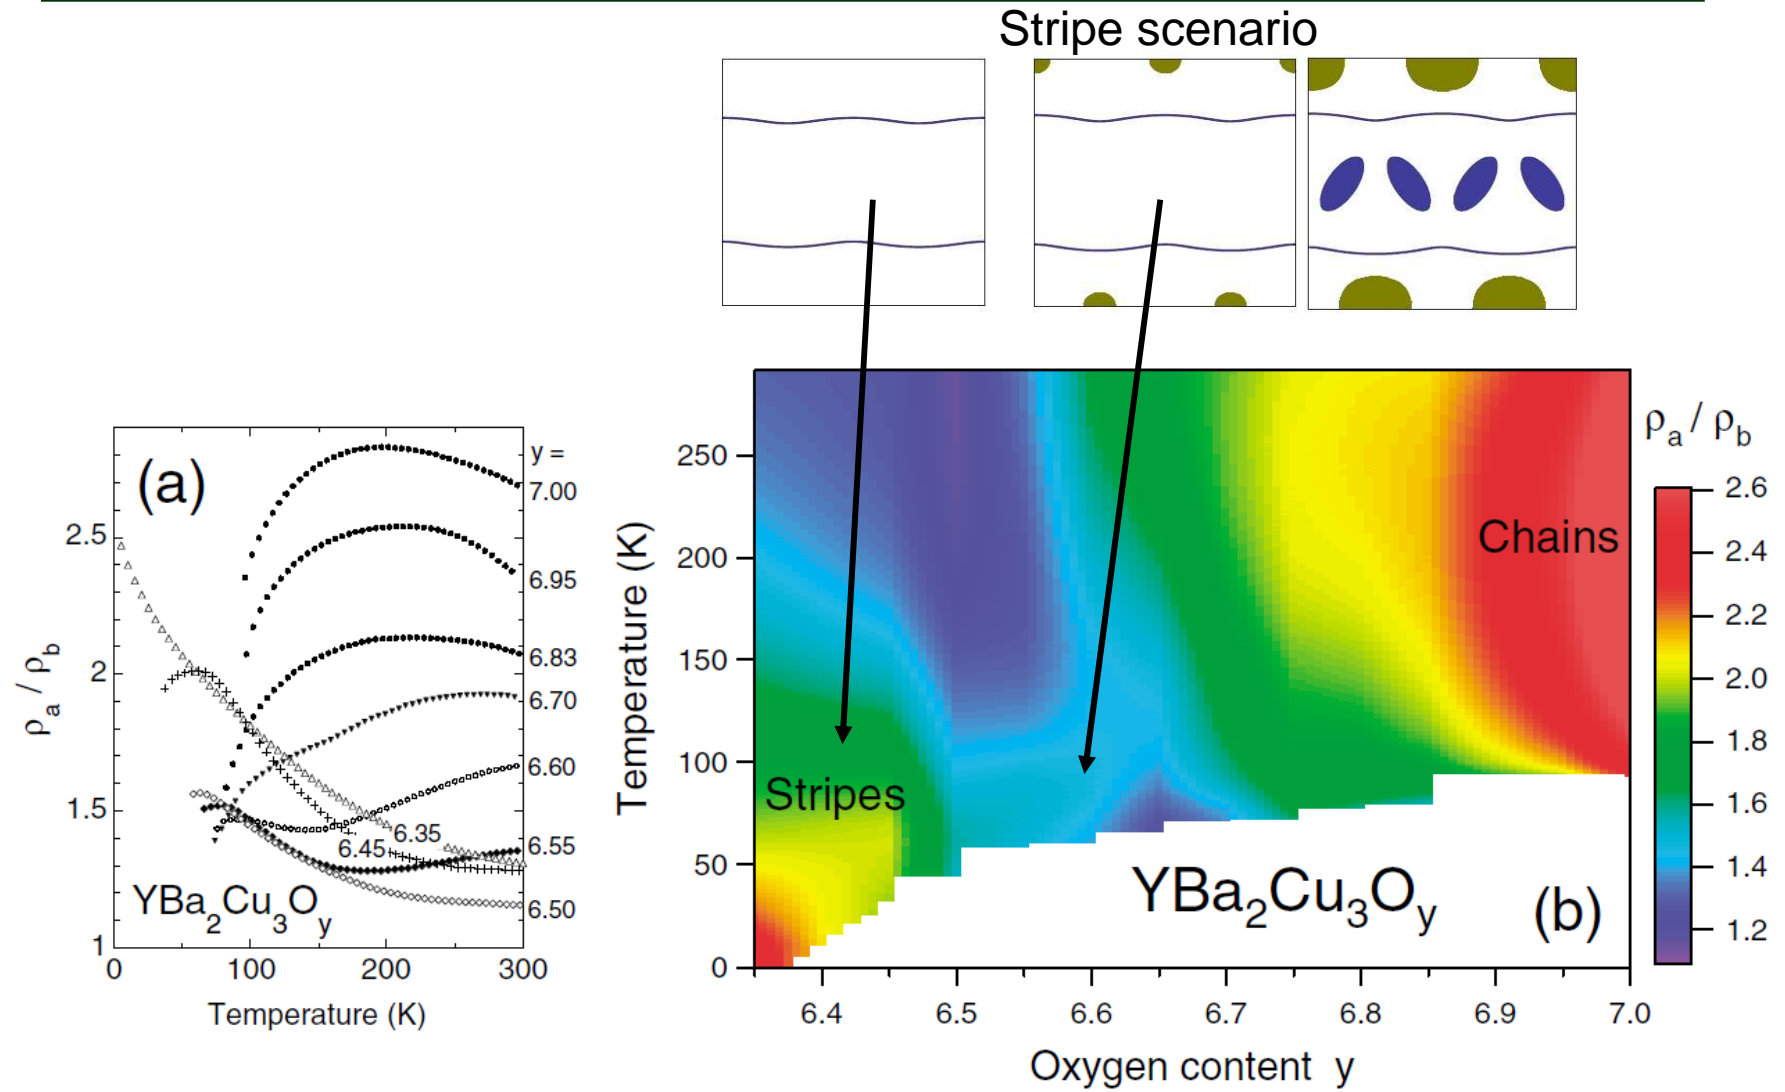 Stripe scenario
(a)
y =
7.00
6.95
6.83
6.70
6.60
6.55
6.50
6.35
6.45
YBa2Cu3Oy
2.5
2
1.5
1
ρa / ρb
0
100
200
300
Temperature (K)
250
200
150
100
50
0
Temperature (K)
Chains
Stripes
YBa2Cu3Oy
(b)
6.4
6.5
6.6
6.7
6.8
6.9
7.0
Oxygen content y
ρa / ρb
2.6
2.4
2.2
2.0
1.8
1.6
1.4
1.2